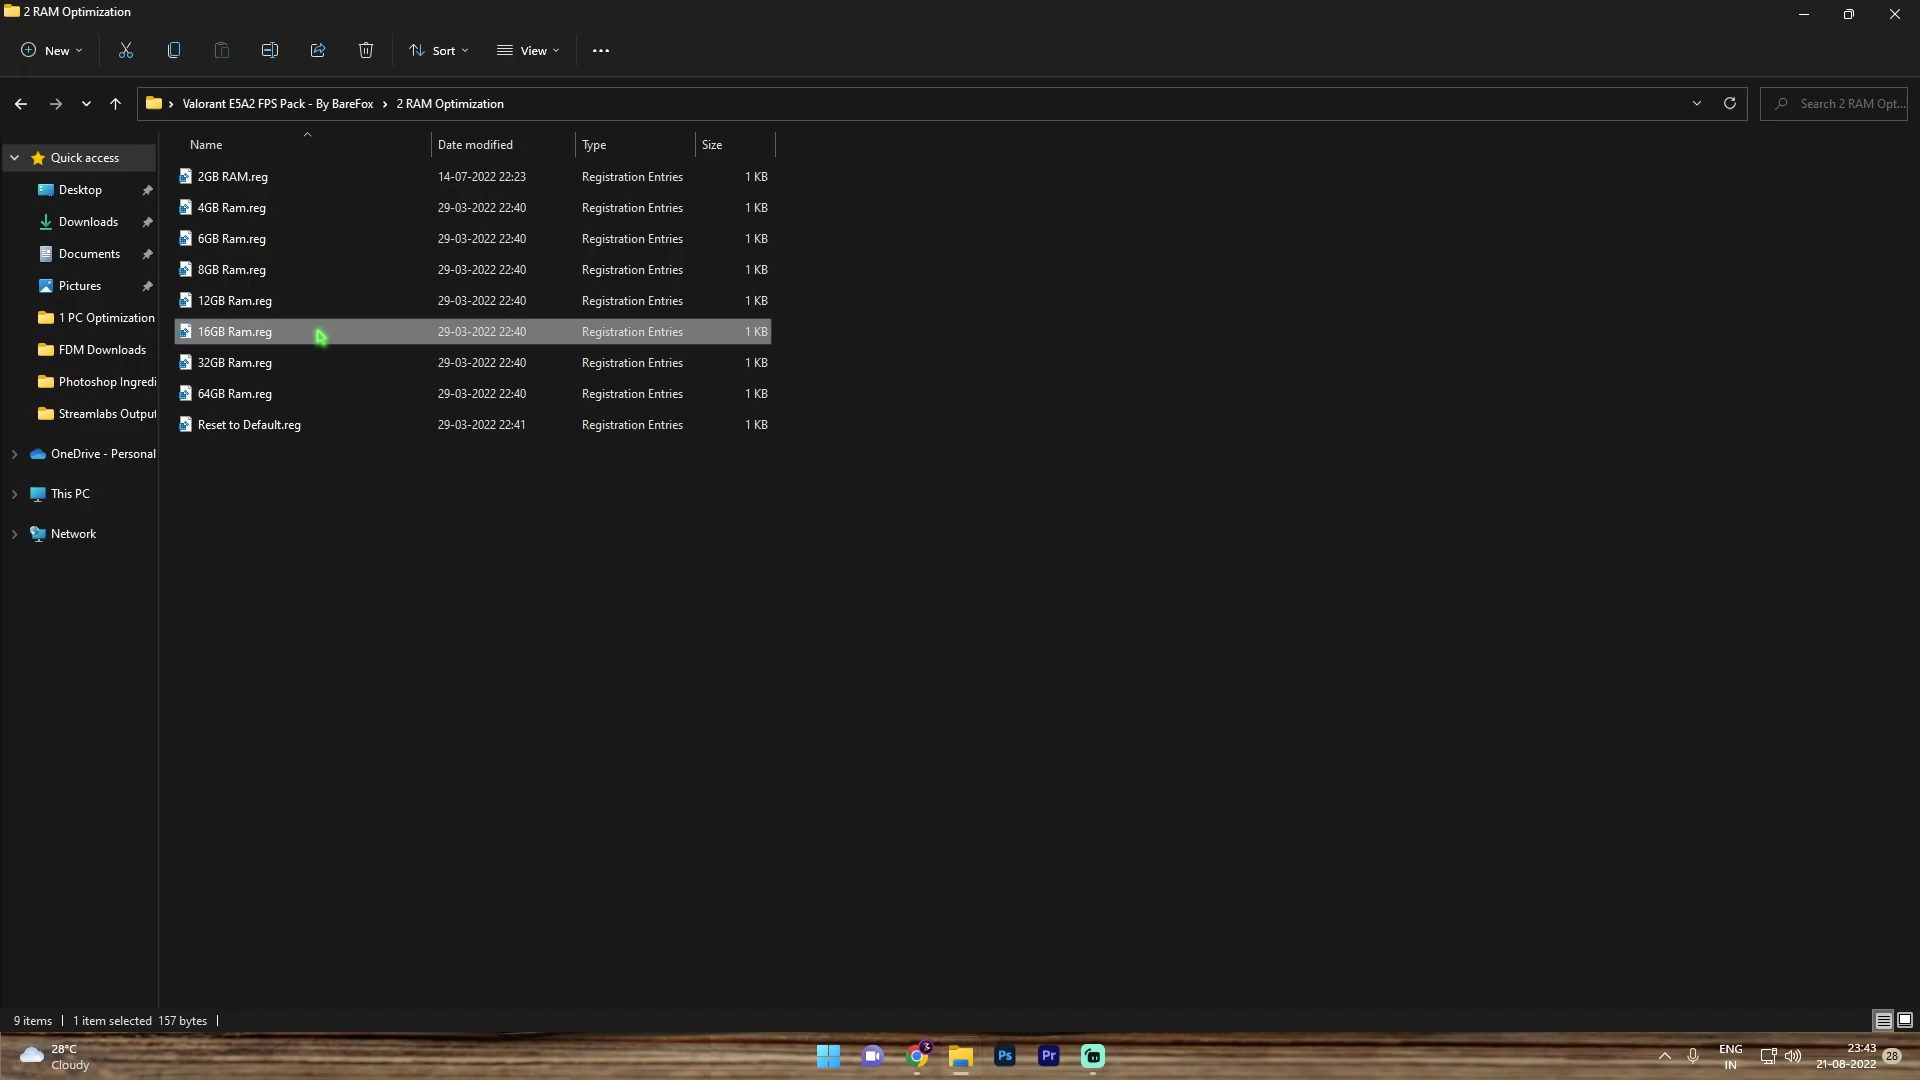 2 RAM Optimization
New
Sort
View
Valorant E5A2 FPS Pack - By BareFox > 2 RAM Optimization
Search 2 RAM Opt...
Name Date modified Type Size
Quick access
Desktop
Downloads
Documents
Pictures
1 PC Optimization
FDM Downloads
Photoshop Ingredi
Streamlabs Output
OneDrive - Personal
This PC
Network
2GB RAM.reg 14-07-2022 22:23 Registration Entries 1 KB
4GB Ram.reg 29-03-2022 22:40 Registration Entries 1 KB
6GB Ram.reg 29-03-2022 22:40 Registration Entries 1 KB
8GB Ram.reg 29-03-2022 22:40 Registration Entries 1 KB
12GB Ram.reg 29-03-2022 22:40 Registration Entries 1 KB
16GB Ram.reg 29-03-2022 22:40 Registration Entries 1 KB
32GB Ram.reg 29-03-2022 22:40 Registration Entries 1 KB
64GB Ram.reg 29-03-2022 22:40 Registration Entries 1 KB
Reset to Default.reg 29-03-2022 22:41 Registration Entries 1 KB
9 items | 1 item selected 157 bytes |
28°C
Cloudy
Ps
Pr
ENG
IN
23:43
21-08-2022
28